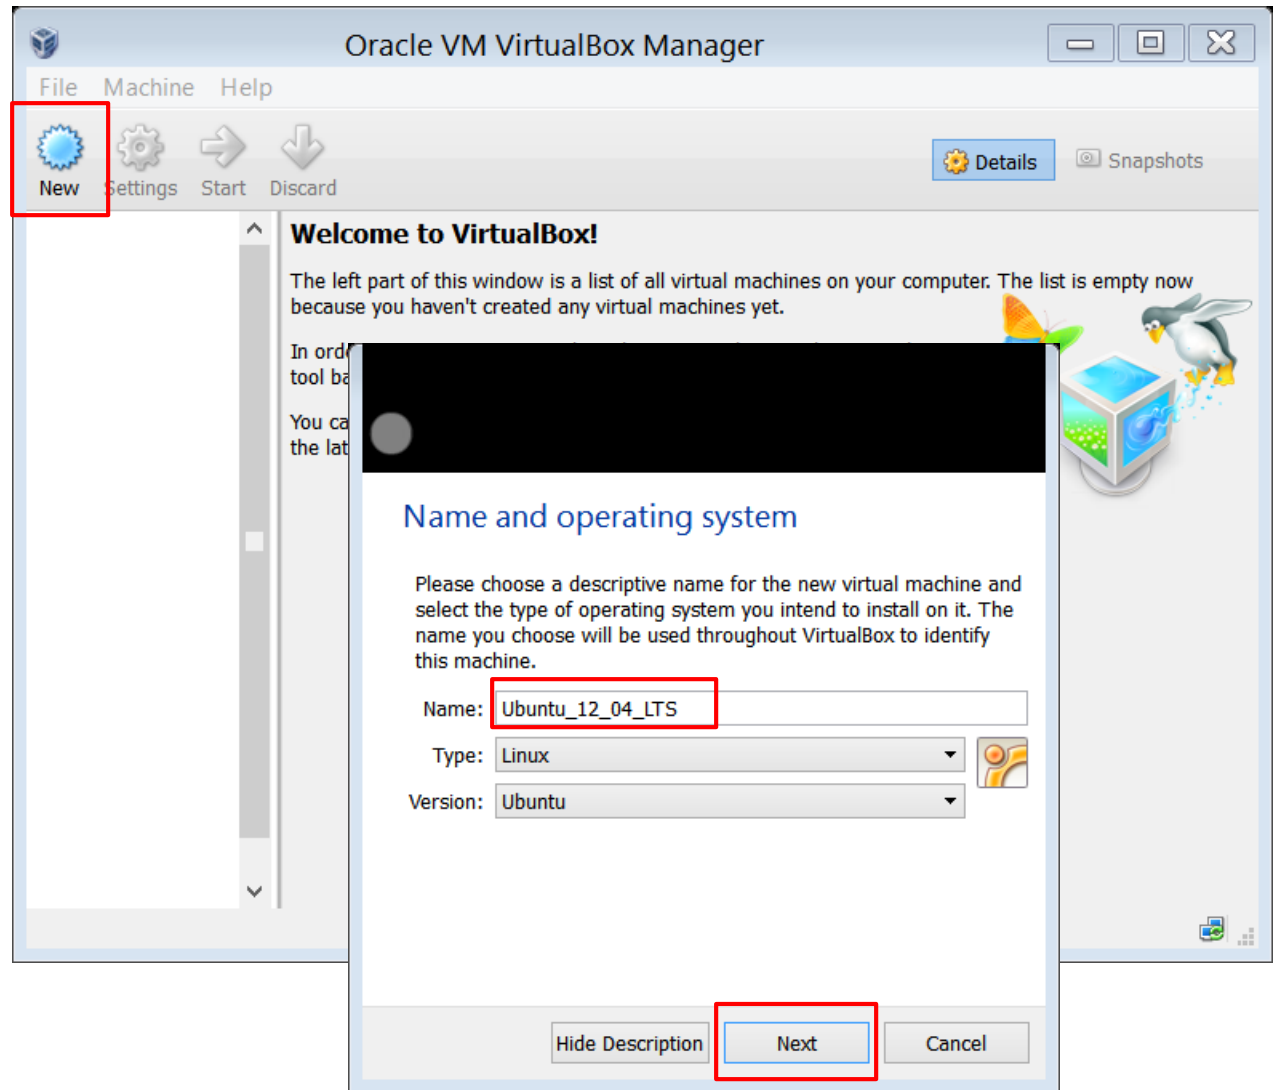 Oracle VM VirtualBox Manager
File Machine Help
New Settings Start Discard
Details Snapshots
Welcome to VirtualBox!
The left part of this window is a list of all virtual machines on your computer. The list is empty now
because you haven't created any virtual machines yet.
In
tool
You
the
Name and operating system
Please choose a descriptive name for the new virtual machine and
select the type of operating system you intend to install on it. The
name you choose will be used throughout VirtualBox to identify
this machine.
Name: Ubuntu_12_04_LTS
Type: Linux
Version: Ubuntu
Hide Description Next Cancel